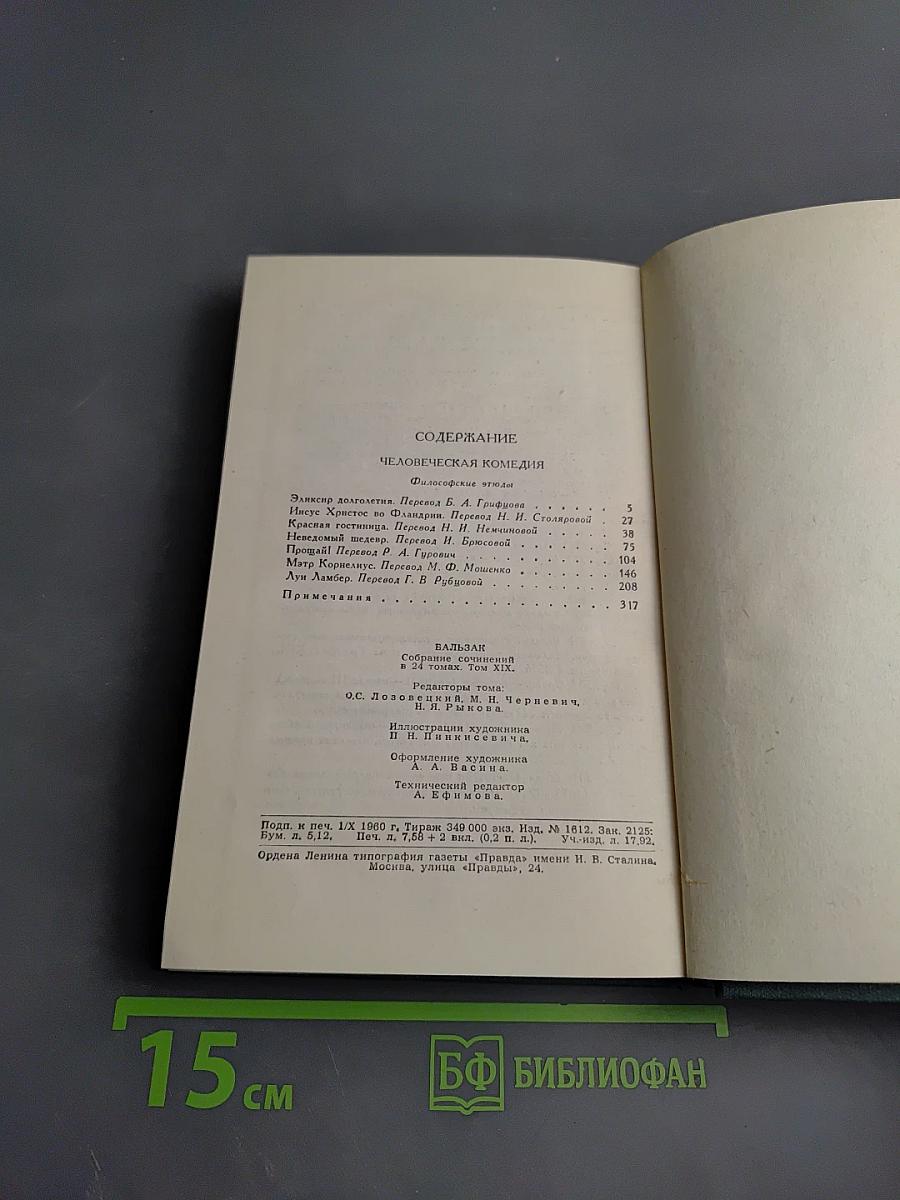 СОДЕРЖАНИЕ
ЧЕЛОВЕЧЕСКАЯ КОМЕДИЯ
Философские этюды
Эликсир долголетия. Перевод Б. А. Грифцова . . . . . . 5
Иисус Христос во Фландрии. Перевод Н. И. Столяровой . 27
Красная гостиница. Перевод Н. И. Немчиновой . . . . . 38
Неведомый шедевр. Перевод И. Брюсовой . . . . . . . 75
Прощай! Перевод Р. А. Гурович . . . . . . . . . . 104
Мэтр Корнелиус. Перевод М. Ф. Мошенко . . . . . . . 146
Луи Ламбер. Перевод Г. В Рубцовой . . . . . . . . 208
Примечания . . . . . . . . . . . . . . . . . 317
БАЛЬЗАК
Собрание сочинений
в 24 томах. Том XIX.
Редакторы тома:
О.С. Лозовецкий, М. Н. Черневич,
Н. Я. Рыкова.
Иллюстрации художника
П Н. Пинкисевича.
Оформление художника
А. А. Васина.
Технический редактор
А. Ефимова.
Подп. к печ. 1/X 1960 г. Тираж 349 000 экз. Изд. № 1612. Зак. 2125:
Бум. л. 5,12. Печ. л. 7,58 + 2 вкл. (0,2 п. л.). Уч.-изд. л. 17,92.
Ордена Ленина типография газеты «Правда» имени И. В. Сталина.
Москва, улица «Правды», 24.
15 см
БФ БИБЛИОФАН